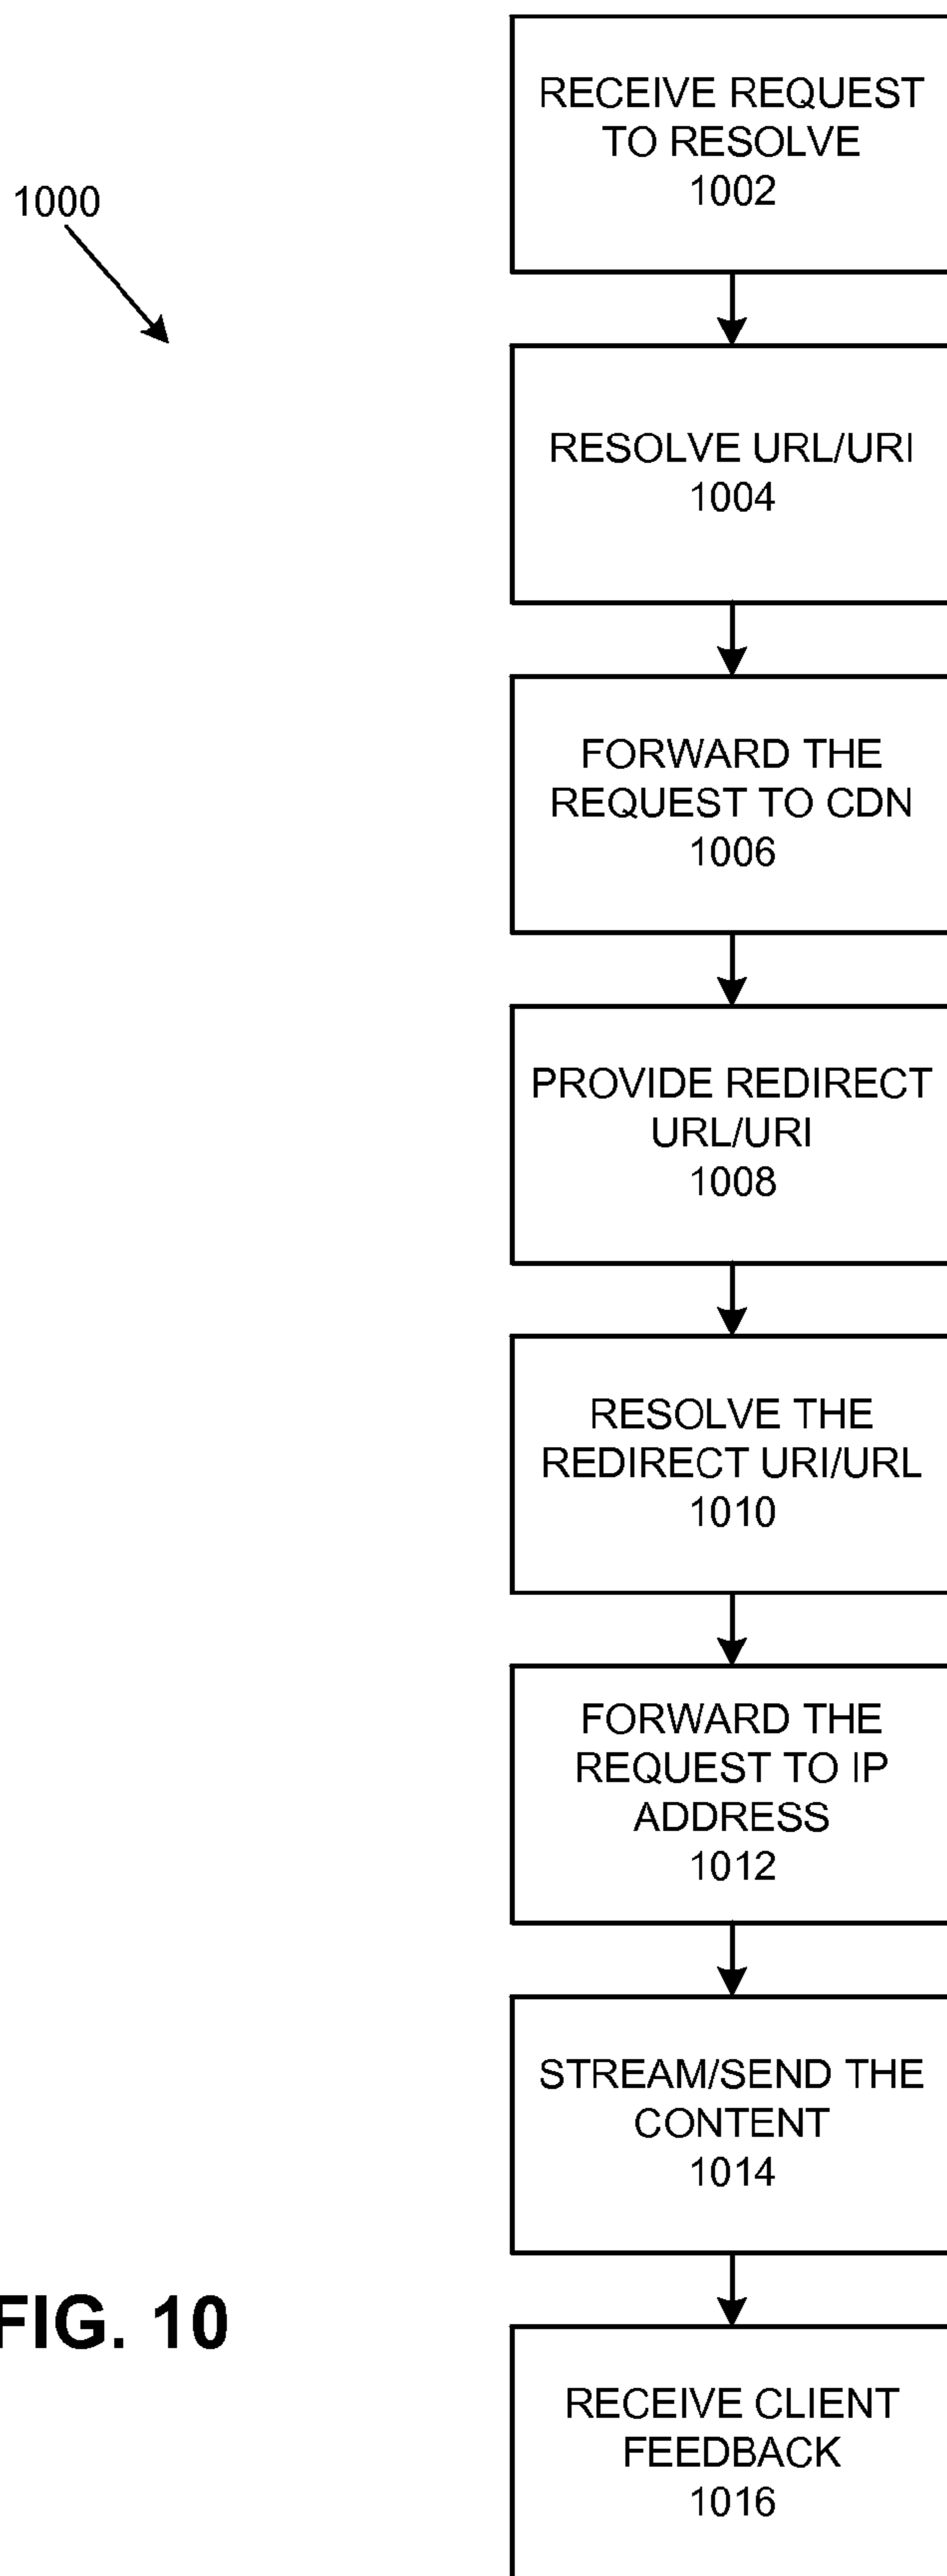 1000
RECEIVE REQUEST
TO RESOLVE
1002
RESOLVE URL/URI
1004
FORWARD THE
REQUEST TO CDN
1006
PROVIDE REDIRECT
URL/URI
1008
RESOLVE THE
REDIRECT URI/URL
1010
FORWARD THE
REQUEST TO IP
ADDRESS
1012
STREAM/SEND THE
CONTENT
1014
RECEIVE CLIENT
FEEDBACK
1016
FIG. 10